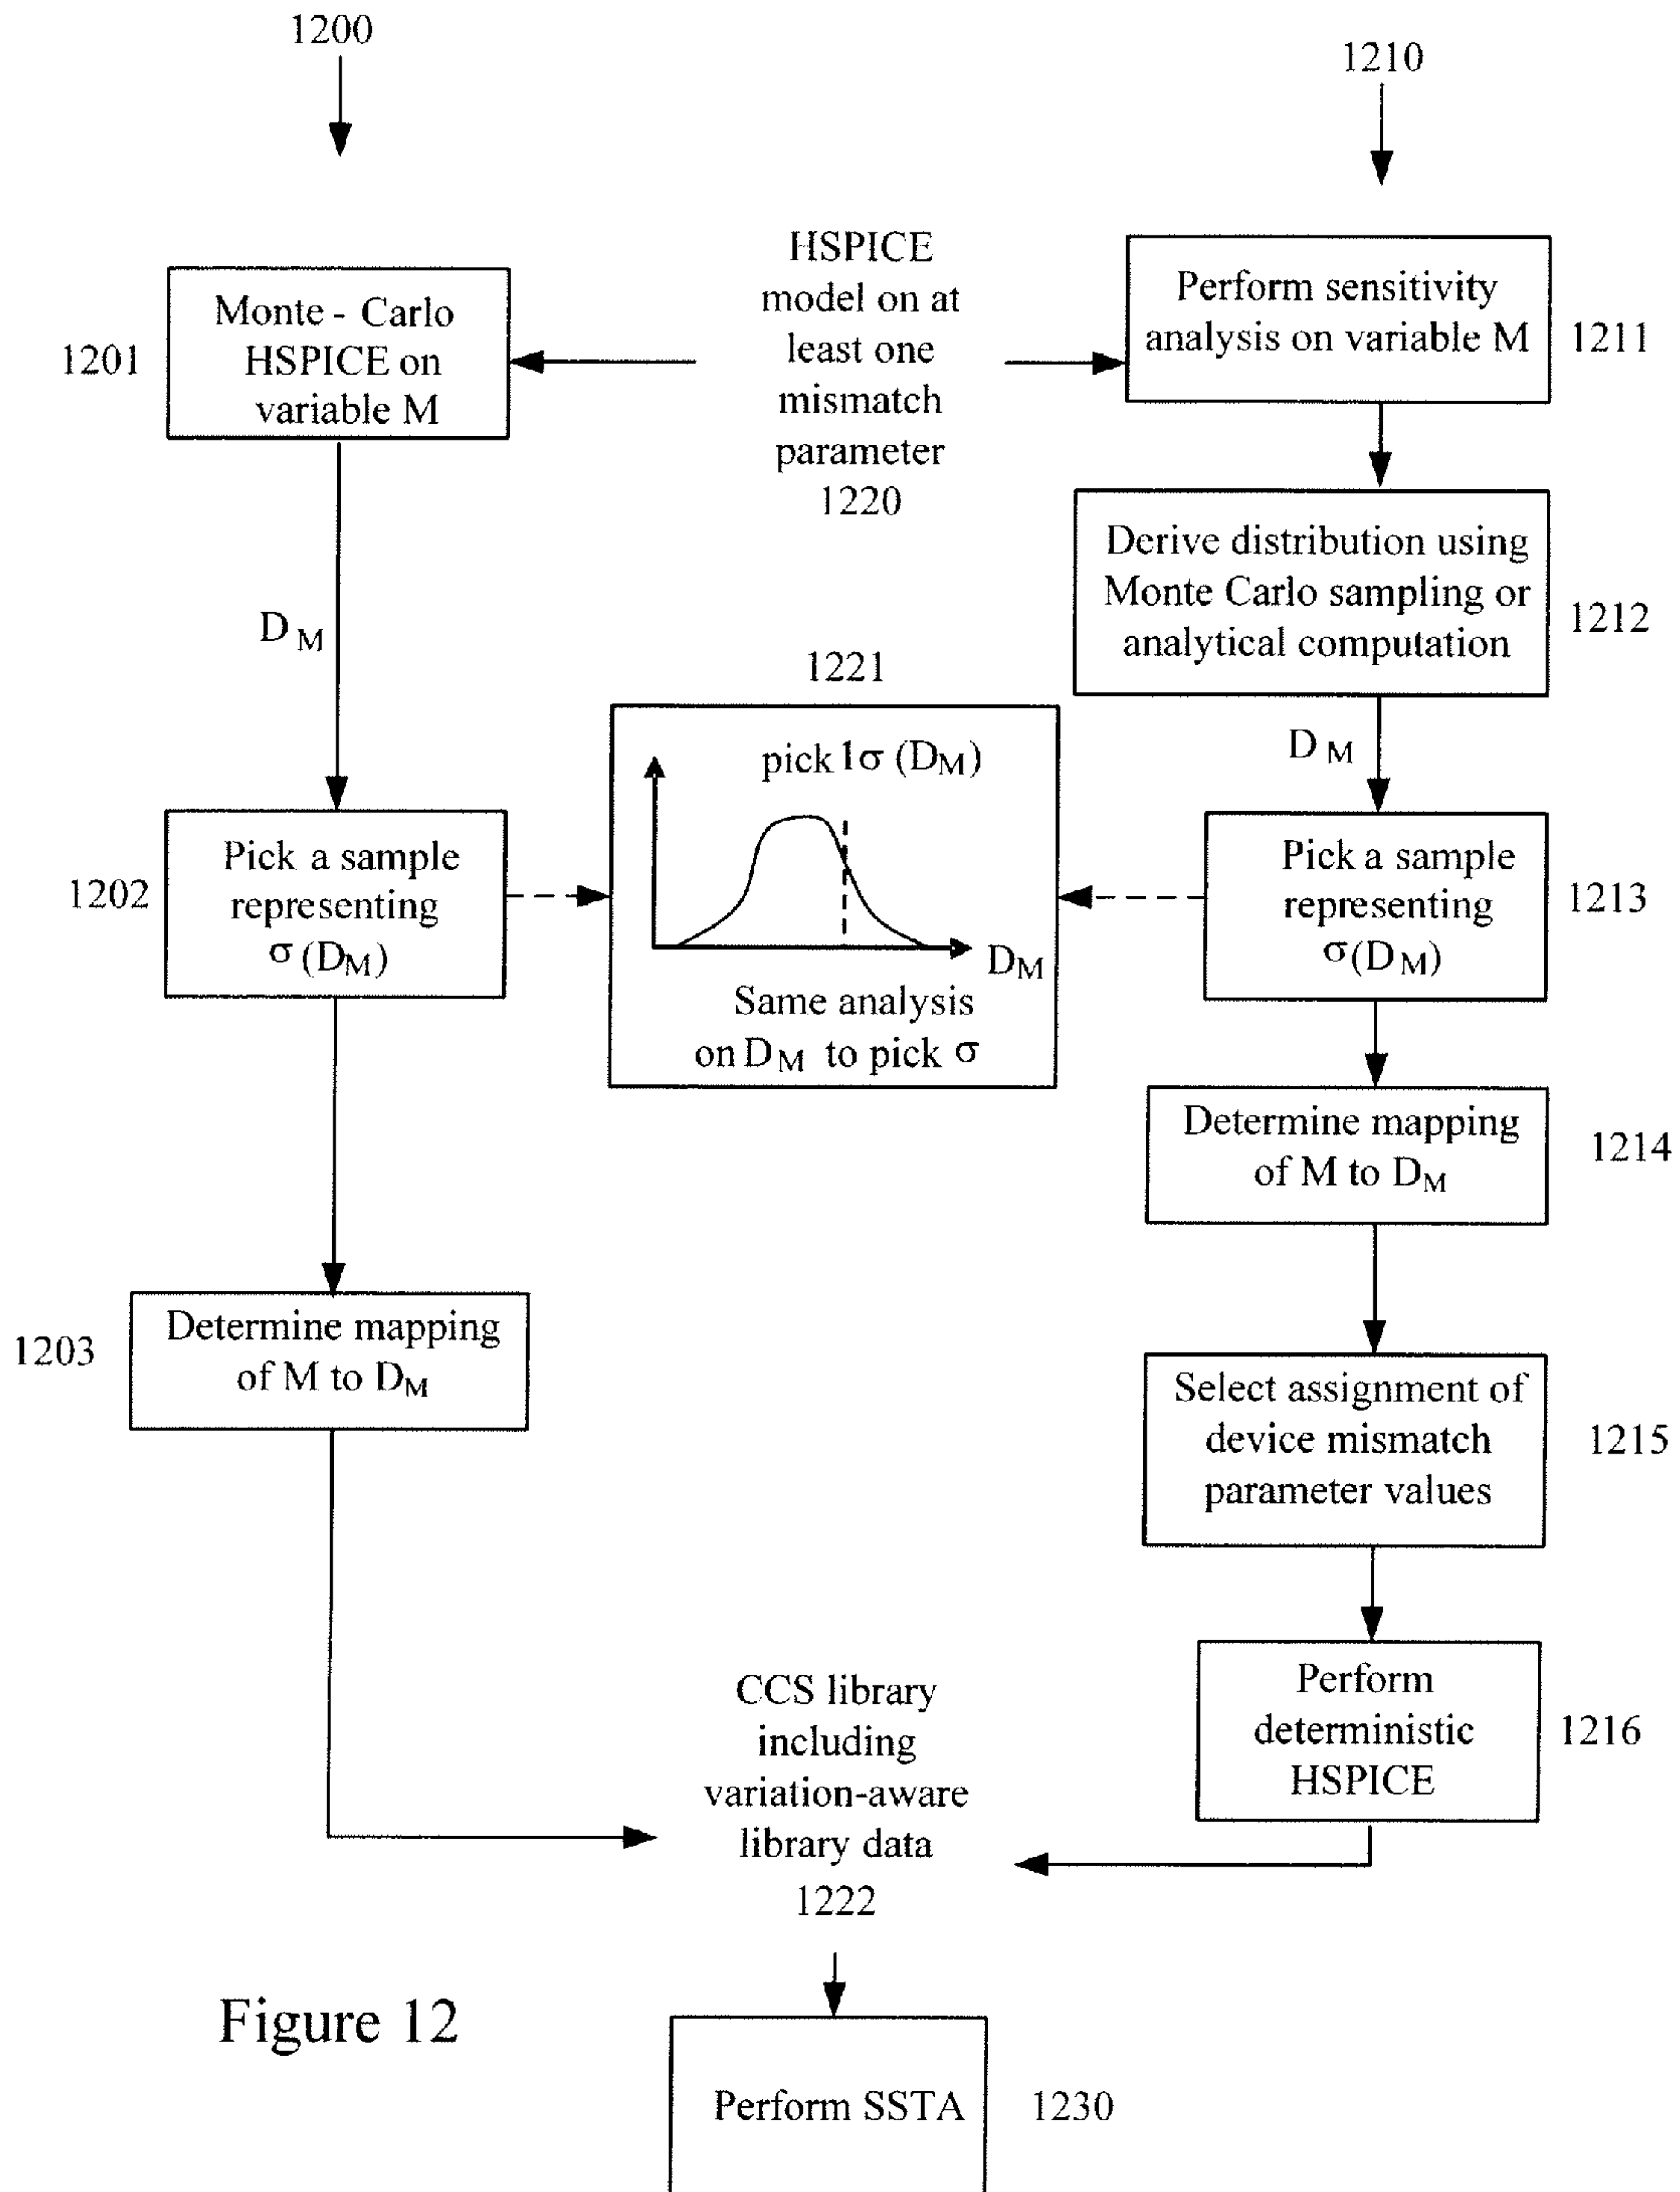 1200
1210
HSPICE
model on at
least one
mismatch
parameter
1220
Monte - Carlo
HSPICE on
variable M
1201
Perform sensitivity
analysis on variable M
1211
Derive distribution using
Monte Carlo sampling or
analytical computation
1212
D M
D M
1221
pick 1σ (DM)
DM
Same analysis
on DM to pick σ
1202
Pick a sample
representing
σ (DM)
Pick a sample
representing
σ(DM)
1213
Determine mapping
of M to DM
1214
1203
Determine mapping
of M to DM
Select assignment of
device mismatch
parameter values
1215
Perform
deterministic
HSPICE
1216
CCS library
including
variation-aware
library data
1222
Figure 12
Perform SSTA
1230